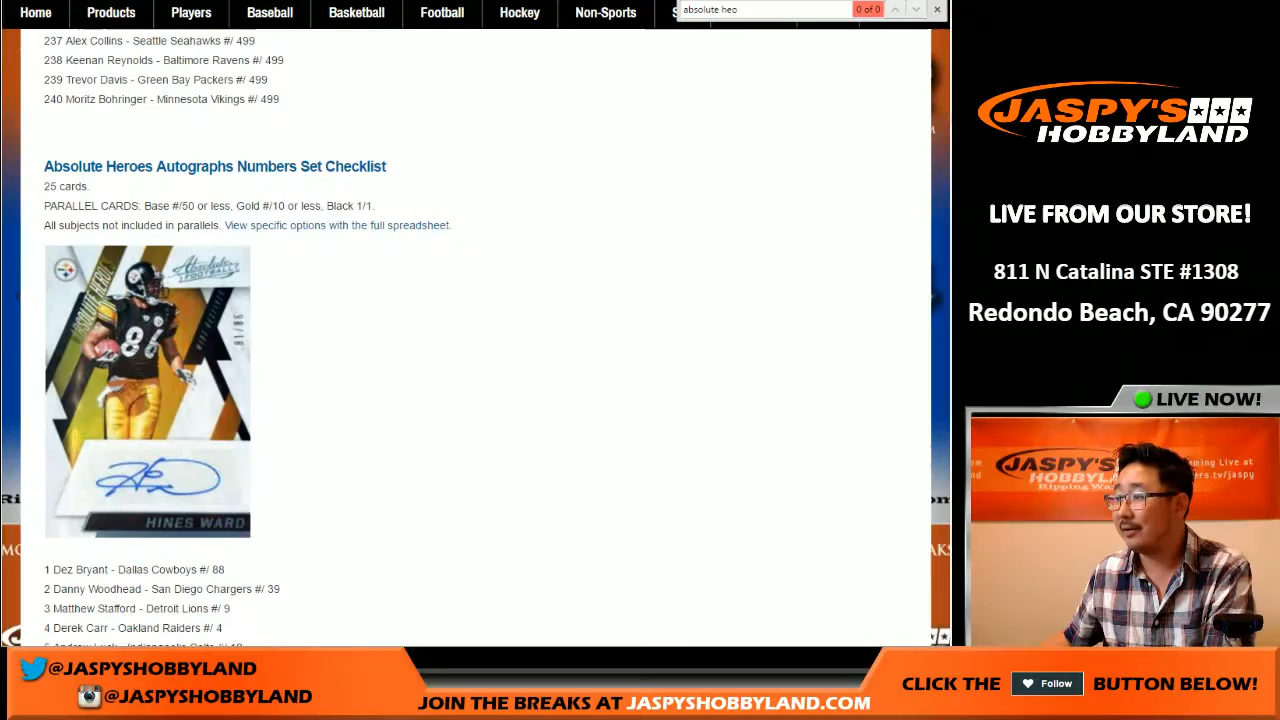 Home Products Players Baseball Basketball Football Hockey Non-Sports
absolute heo 0 of 0
237 Alex Collins - Seattle Seahawks #/ 499
238 Keenan Reynolds - Baltimore Ravens #/ 499
239 Trevor Davis - Green Bay Packers #/ 499
240 Moritz Bohringer - Minnesota Vikings #/ 499
Absolute Heroes Autographs Numbers Set Checklist
25 cards.
PARALLEL CARDS: Base #/50 or less, Gold #/10 or less, Black 1/1.
All subjects not included in parallels. View specific options with the full spreadsheet.
ABSOLUTE HEROES
Absolute
FOOTBALL
WIDE RECEIVER
86
HINES WARD
1 Dez Bryant - Dallas Cowboys #/ 88
2 Danny Woodhead - San Diego Chargers #/ 39
3 Matthew Stafford - Detroit Lions #/ 9
4 Derek Carr - Oakland Raiders #/ 4
JASPY'S
HOBBYLAND
LIVE FROM OUR STORE!
811 N Catalina STE #1308
Redondo Beach, CA 90277
LIVE NOW!
JASPY'S
HOBBYLAND
@JASPYSHOBBYLAND
@JASPYSHOBBYLAND
JOIN THE BREAKS AT JASPYSHOBBYLAND.COM
CLICK THE Follow BUTTON BELOW!